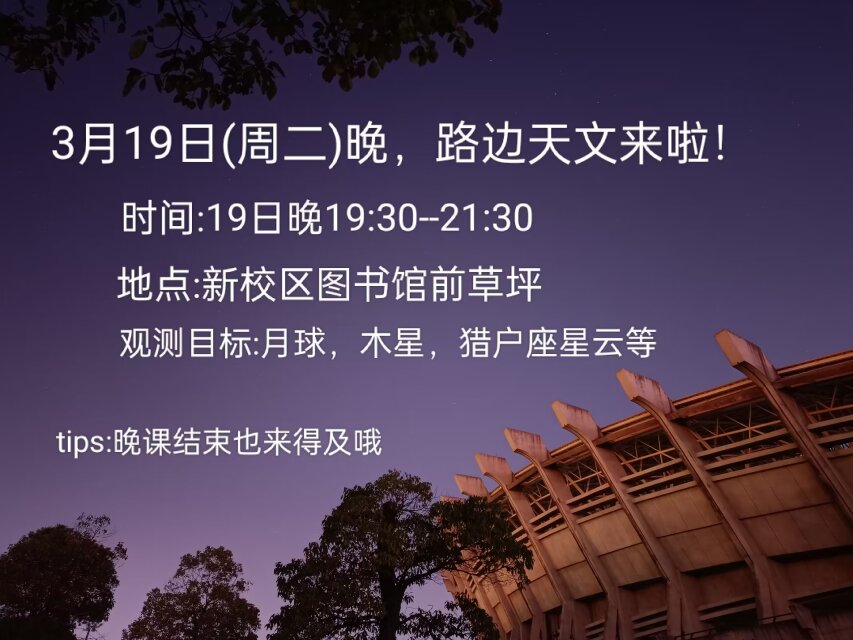 3月19日(周二)晚，路边天文来啦！
时间:19日晚19:30--21:30
地点:新校区图书馆前草坪
观测目标:月球，木星，猎户座星云等
tips:晚课结束也来得及哦